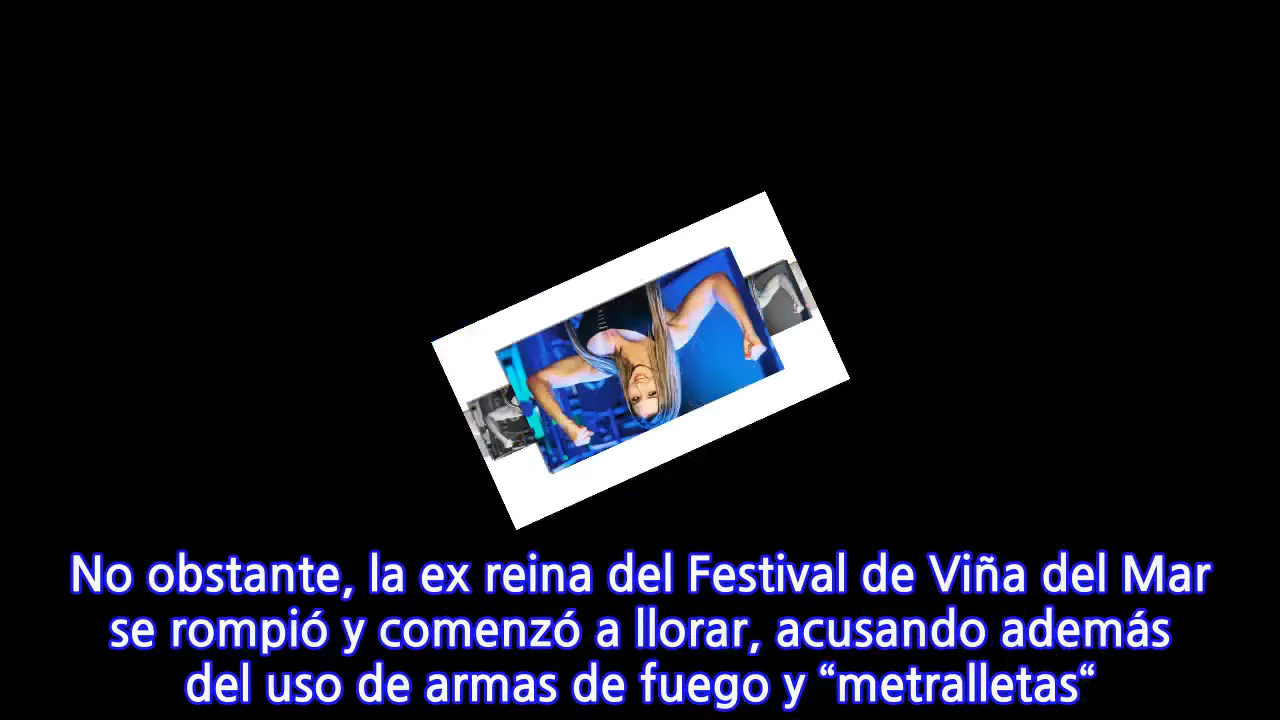 No obstante, la ex reina del Festival de Viña del Mar
se rompió y comenzó a llorar, acusando además
del uso de armas de fuego y “metralletas“